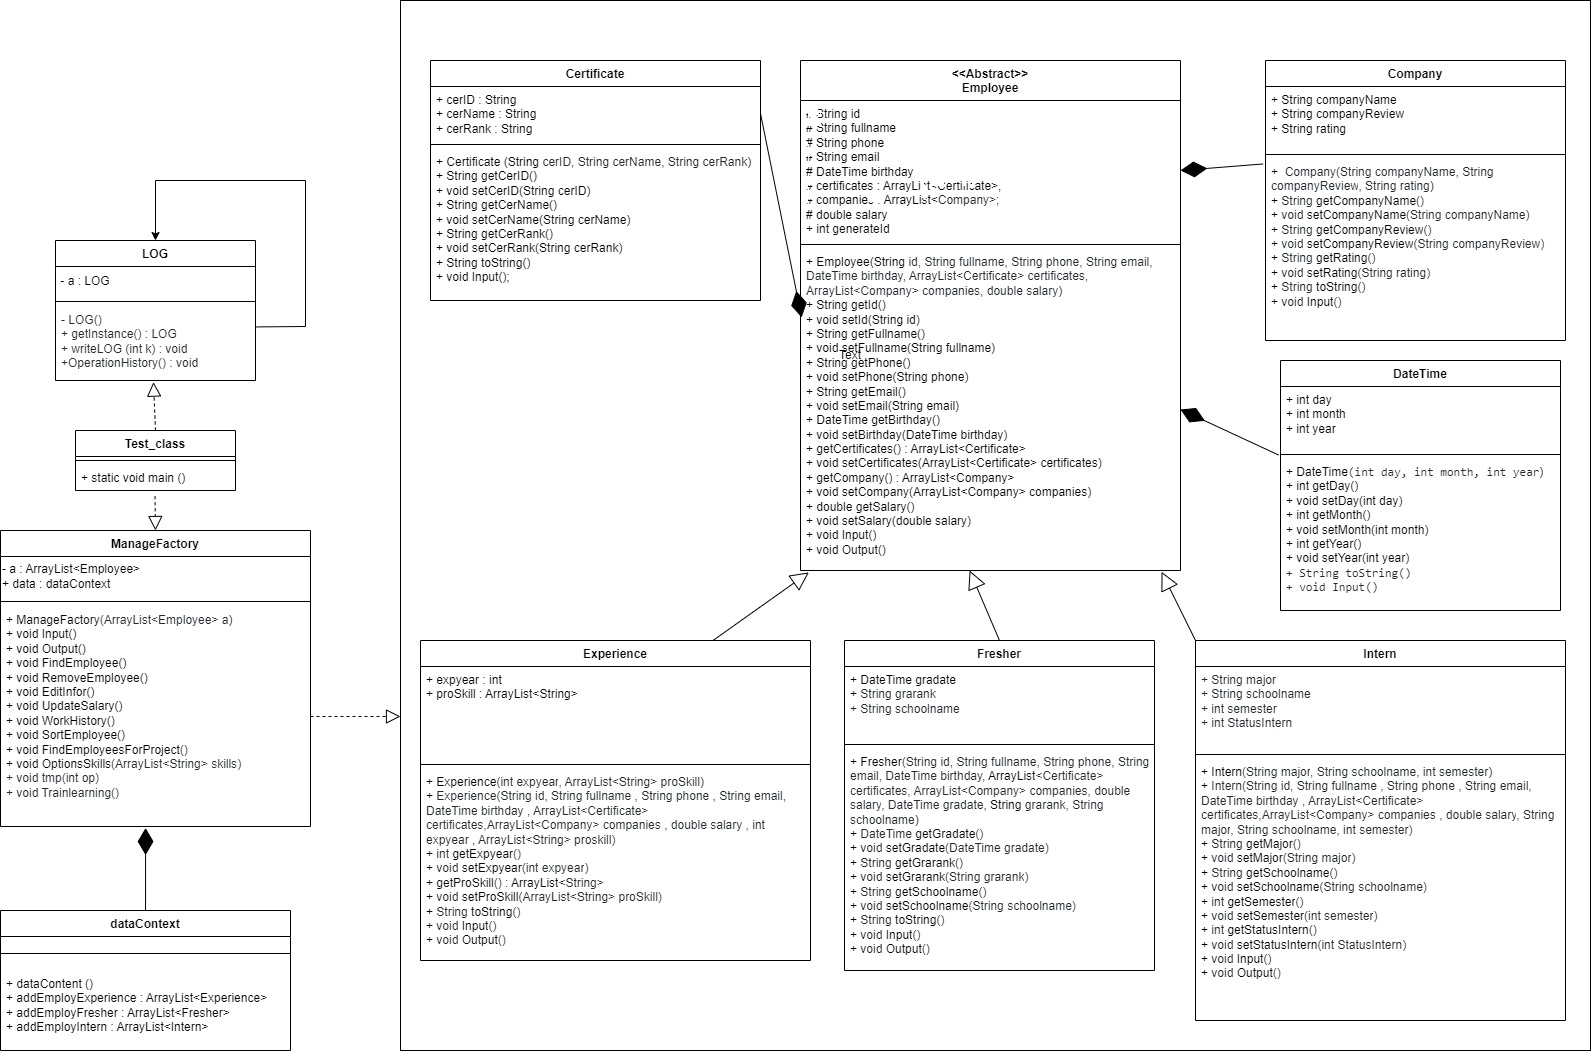 LOG
- a : LOG
- LOG()
+ getInstance() : LOG
+ writeLOG (int k) : void
+OperationHistory() : void
Test_class
+ static void main ()
ManageFactory
- a : ArrayList<Employee>
+ data : dataContext
+ ManageFactory(ArrayList<Employee> a)
+ void Input()
+ void Output()
+ void FindEmployee()
+ void RemoveEmployee()
+ void EditInfor()
+ void UpdateSalary()
+ void WorkHistory()
+ void SortEmployee()
+ void FindEmployeesForProject()
+ void OptionsSkills(ArrayList<String> skills)
+ void tmp(int op)
+ void Trainlearning()
dataContext
+ dataContent ()
+ addEmployExperience : ArrayList<Experience>
+ addEmployFresher : ArrayList<Fresher>
+ addEmployIntern : ArrayList<Intern>
Certificate
+ cerID : String
+ cerName : String
+ cerRank : String
+ Certificate (String cerID, String cerName, String cerRank)
+ String getCerID()
+ void setCerID(String cerID)
+ String getCerName()
+ void setCerName(String cerName)
+ String getCerRank()
+ void setCerRank(String cerRank)
+ String toString()
+ void Input();
<<Abstract>>
Employee
String id
# String fullname
# String phone
# String email
# DateTime birthday
certificates : ArrayList<Certificate>,
companies : ArrayList<Company>;
# double salary
+ int generateId
+ Employee(String id, String fullname, String phone, String email,
DateTime birthday, ArrayList<Certificate> certificates,
ArrayList<Company> companies, double salary)
+ String getId()
+ void setId(String id)
+ String getFullname()
+ void setFullname(String fullname)
Text
+ String getPhone()
+ void setPhone(String phone)
+ String getEmail()
+ void setEmail(String email)
+ DateTime getBirthday()
+ void setBirthday(DateTime birthday)
+ getCertificates() : ArrayList<Certificate>
+ void setCertificates(ArrayList<Certificate> certificates)
+ getCompany() : ArrayList<Company>
+ void setCompany(ArrayList<Company> companies)
+ double getSalary()
+ void setSalary(double salary)
+ void Input()
+ void Output()
Company
+ String companyName
+ String companyReview
+ String rating
+ Company(String companyName, String
companyReview, String rating)
+ String getCompanyName()
+ void setCompanyName(String companyName)
+ String getCompanyReview()
+ void setCompanyReview(String companyReview)
+ String getRating()
+ void setRating(String rating)
+ String toString()
+ void Input()
DateTime
+ int day
+ int month
+ int year
+ DateTime(int day, int month, int year)
+ int getDay()
+ void setDay(int day)
+ int getMonth()
+ void setMonth(int month)
+ int getYear()
+ void setYear(int year)
+ String toString()
+ void Input()
Experience
+ expyear : int
+ proSkill : ArrayList<String>
+ Experience(int expyear, ArrayList<String> proSkill)
+ Experience(String id, String fullname , String phone , String email,
DateTime birthday , ArrayList<Certificate>
certificates,ArrayList<Company> companies , double salary , int
expyear , ArrayList<String> proskill)
+ int getExpyear()
+ void setExpyear(int expyear)
+ getProSkill() : ArrayList<String>
+ void setProSkill(ArrayList<String> proSkill)
+ String toString()
+ void Input()
+ void Output()
Fresher
+ DateTime gradate
+ String grarank
+ String schoolname
+ Fresher(String id, String fullname, String phone, String
email, DateTime birthday, ArrayList<Certificate>
certificates, ArrayList<Company> companies, double
salary, DateTime gradate, String grarank, String
schoolname)
+ DateTime getGradate()
+ void setGradate(DateTime gradate)
+ String getGrarank()
+ void setGrarank(String grarank)
+ String getSchoolname()
+ void setSchoolname(String schoolname)
+ String toString()
+ void Input()
+ void Output()
Intern
+ String major
+ String schoolname
+ int semester
+ int StatusIntern
+ Intern(String major, String schoolname, int semester)
+ Intern(String id, String fullname , String phone , String email,
DateTime birthday , ArrayList<Certificate>
certificates,ArrayList<Company> companies , double salary, String
major, String schoolname, int semester)
+ String getMajor()
+ void setMajor(String major)
+ String getSchoolname()
+ void setSchoolname(String schoolname)
+ int getSemester()
+ void setSemester(int semester)
+ int getStatusIntern()
+ void setStatusIntern(int StatusIntern)
+ void Input()
+ void Output()